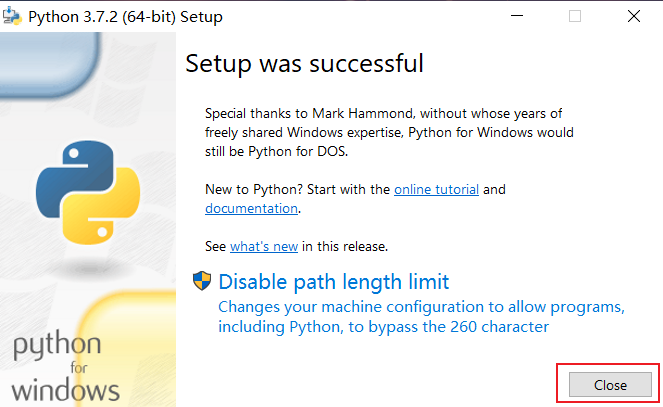 Python 3.7.2 (64-bit) Setup
Setup was successful
Special thanks to Mark Hammond, without whose years of
freely shared Windows expertise, Python for Windows would
still be Python for DOS.
New to Python? Start with the online tutorial and
documentation.
See what's new in this release.
Disable path length limit
Changes your machine configuration to allow programs,
including Python, to bypass the 260 character
python
for
windows
Close